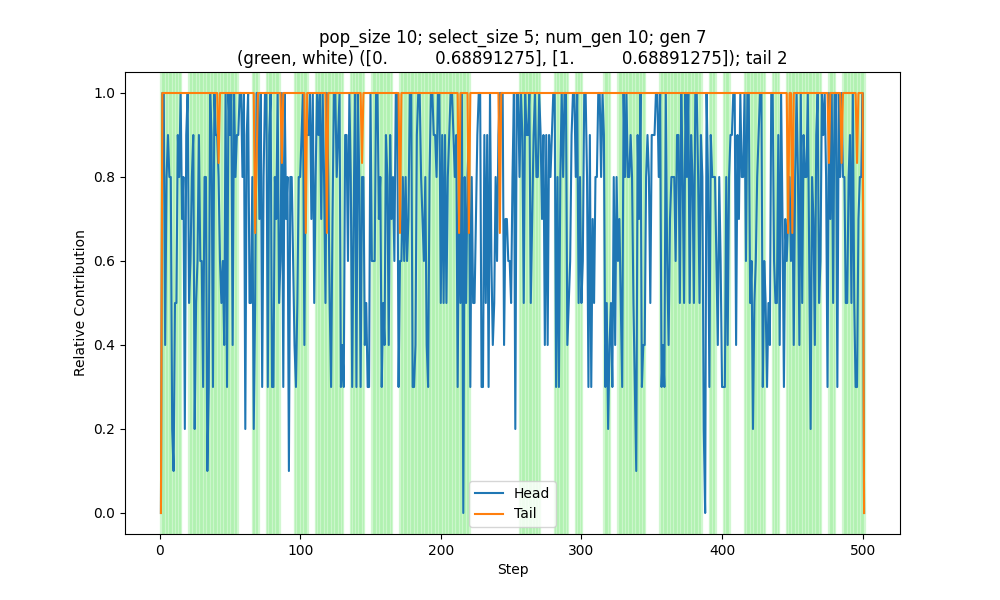 pop_size 10; select_size 5; num_gen 10; gen 7
(green, white) ([0.          0.68891275], [1.          0.68891275]); tail 2
Relative Contribution
1.0
0.8
0.6
0.4
0.2
0.0
Head
Tail
0
100
200
300
400
500
Step